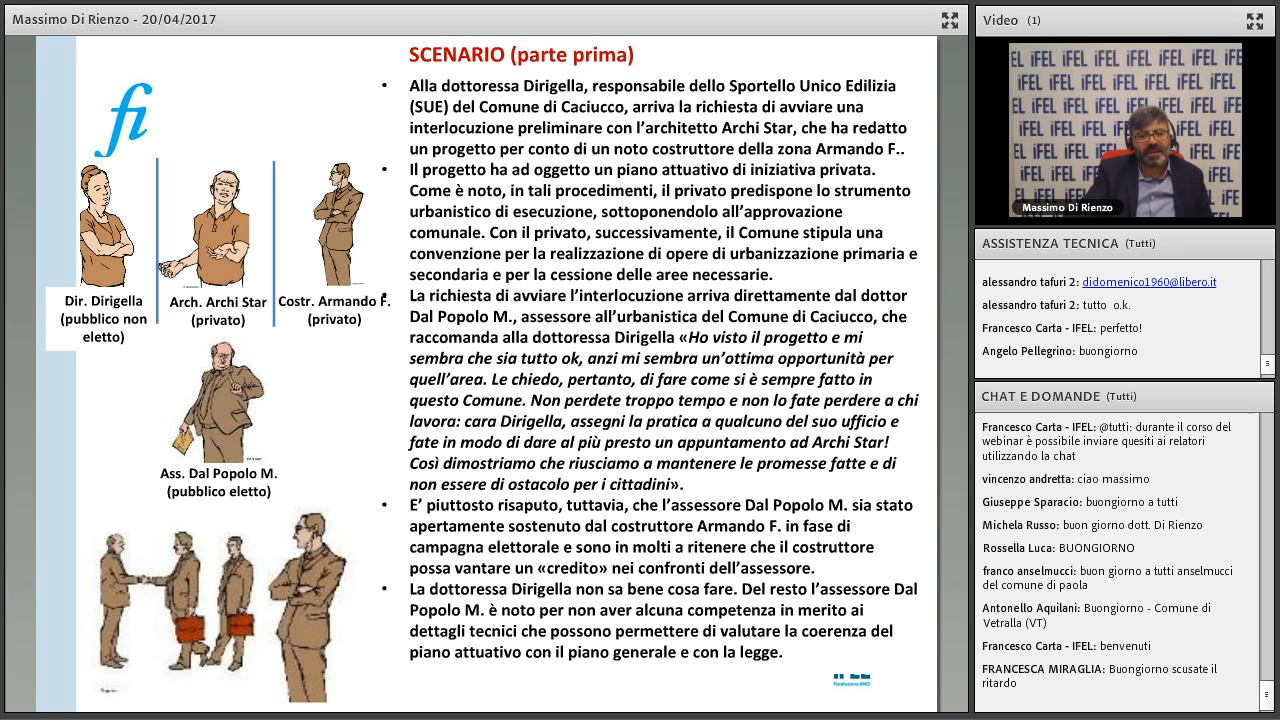 Massimo Di Rienzo - 20/04/2017
fi
Dir. Dirigella
(pubblico non
eletto)
Arch. Archi Star
(privato)
Costr. Armando F.
(privato)
Ass. Dal Popolo M.
(pubblico eletto)
SCENARIO (parte prima)
• Alla dottoressa Dirigella, responsabile dello Sportello Unico Edilizia
(SUE) del Comune di Caciucco, arriva la richiesta di avviare una
interlocuzione preliminare con l’architetto Archi Star, che ha redatto
un progetto per conto di un noto costruttore della zona Armando F..
• Il progetto ha ad oggetto un piano attuativo di iniziativa privata.
Come è noto, in tali procedimenti, il privato predispone lo strumento
urbanistico di esecuzione, sottoponendolo all’approvazione
comunale. Con il privato, successivamente, il Comune stipula una
convenzione per la realizzazione di opere di urbanizzazione primaria e
secondaria e per la cessione delle aree necessarie.
• La richiesta di avviare l’interlocuzione arriva direttamente dal dottor
Dal Popolo M., assessore all’urbanistica del Comune di Caciucco, che
raccomanda alla dottoressa Dirigella «Ho visto il progetto e mi
sembra che sia tutto ok, anzi mi sembra un’ottima opportunità per
quell’area. Le chiedo, pertanto, di fare come si è sempre fatto in
questo Comune. Non perdete troppo tempo e non lo fate perdere a chi
lavora: cara Dirigella, assegni la pratica a qualcuno del suo ufficio e
fate in modo di dare al più presto un appuntamento ad Archi Star!
Così dimostriamo che riusciamo a mantenere le promesse fatte e di
non essere di ostacolo per i cittadini».
• E’ piuttosto risaputo, tuttavia, che l’assessore Dal Popolo M. sia stato
apertamente sostenuto dal costruttore Armando F. in fase di
campagna elettorale e sono in molti a ritenere che il costruttore
possa vantare un «credito» nei confronti dell’assessore.
• La dottoressa Dirigella non sa bene cosa fare. Del resto l’assessore Dal
Popolo M. è noto per non aver alcuna competenza in merito ai
dettagli tecnici che possono permettere di valutare la coerenza del
piano attuativo con il piano generale e con la legge.
Fondazione ANCI
Video (1)
iFEL iFEL iFEL
Massimo Di Rienzo
ASSISTENZA TECNICA (Tutti)
alessandro tafuri 2: didomenico1960@libero.it
alessandro tafuri 2: tutto o.k.
Francesco Carta - IFEL: perfetto!
Angelo Pellegrino: buongiorno
CHAT E DOMANDE (Tutti)
Francesco Carta - IFEL: @tutti: durante il corso del
webinar è possibile inviare quesiti ai relatori
utilizzando la chat
vincenzo andretta: ciao massimo
Giuseppe Sparacio: buongiorno a tutti
Michela Russo: buon giorno dott. Di Rienzo
Rossella Luca: BUONGIORNO
franco anselmucci: buon giorno a tutti anselmucci
del comune di paola
Antonello Aquilani: Buongiorno - Comune di
Vetralla (VT)
Francesco Carta - IFEL: benvenuti
FRANCESCA MIRAGLIA: Buongiorno scusate il
ritardo